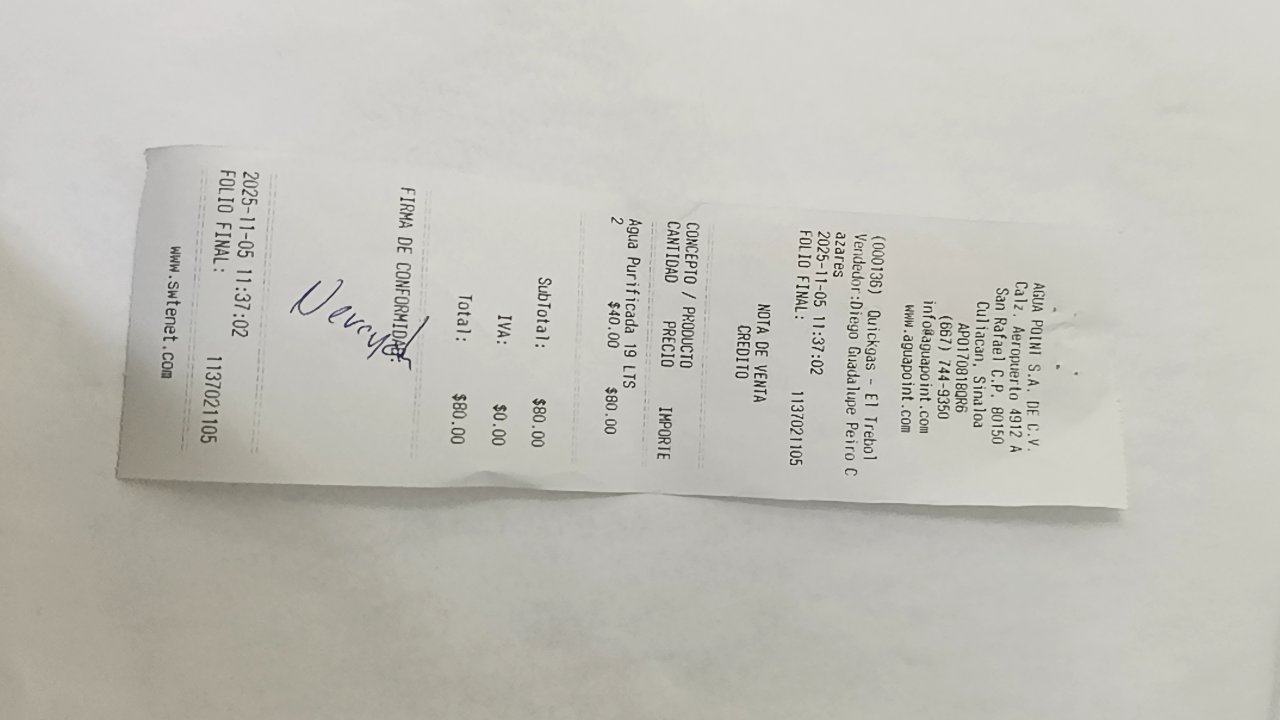 AGUA POINT S.A. DE C.V.
Calz. Aeropuerto 4912 A
San Rafael C.P. 80150
Culiacan, Sinaloa
APO170818QR6
(667) 744-9350
info@aguapoint.com
www.aguapoint.com
(000136) Quickgas - El Trebol
Vendedor:Diego Guadalupe Peiro C
azares
2025-11-05 11:37:02
FOLIO FINAL: 1137021105
NOTA DE VENTA
CREDITO
CONCEPTO / PRODUCTO
CANTIDAD PRECIO IMPORTE
Agua Purificada 19 LTS
2 $40.00 $80.00
SubTotal: $80.00
IVA: $0.00
Total: $80.00
FIRMA DE CONFORMIDAD:
2025-11-05 11:37:02
FOLIO FINAL: 1137021105
www.swtenet.com